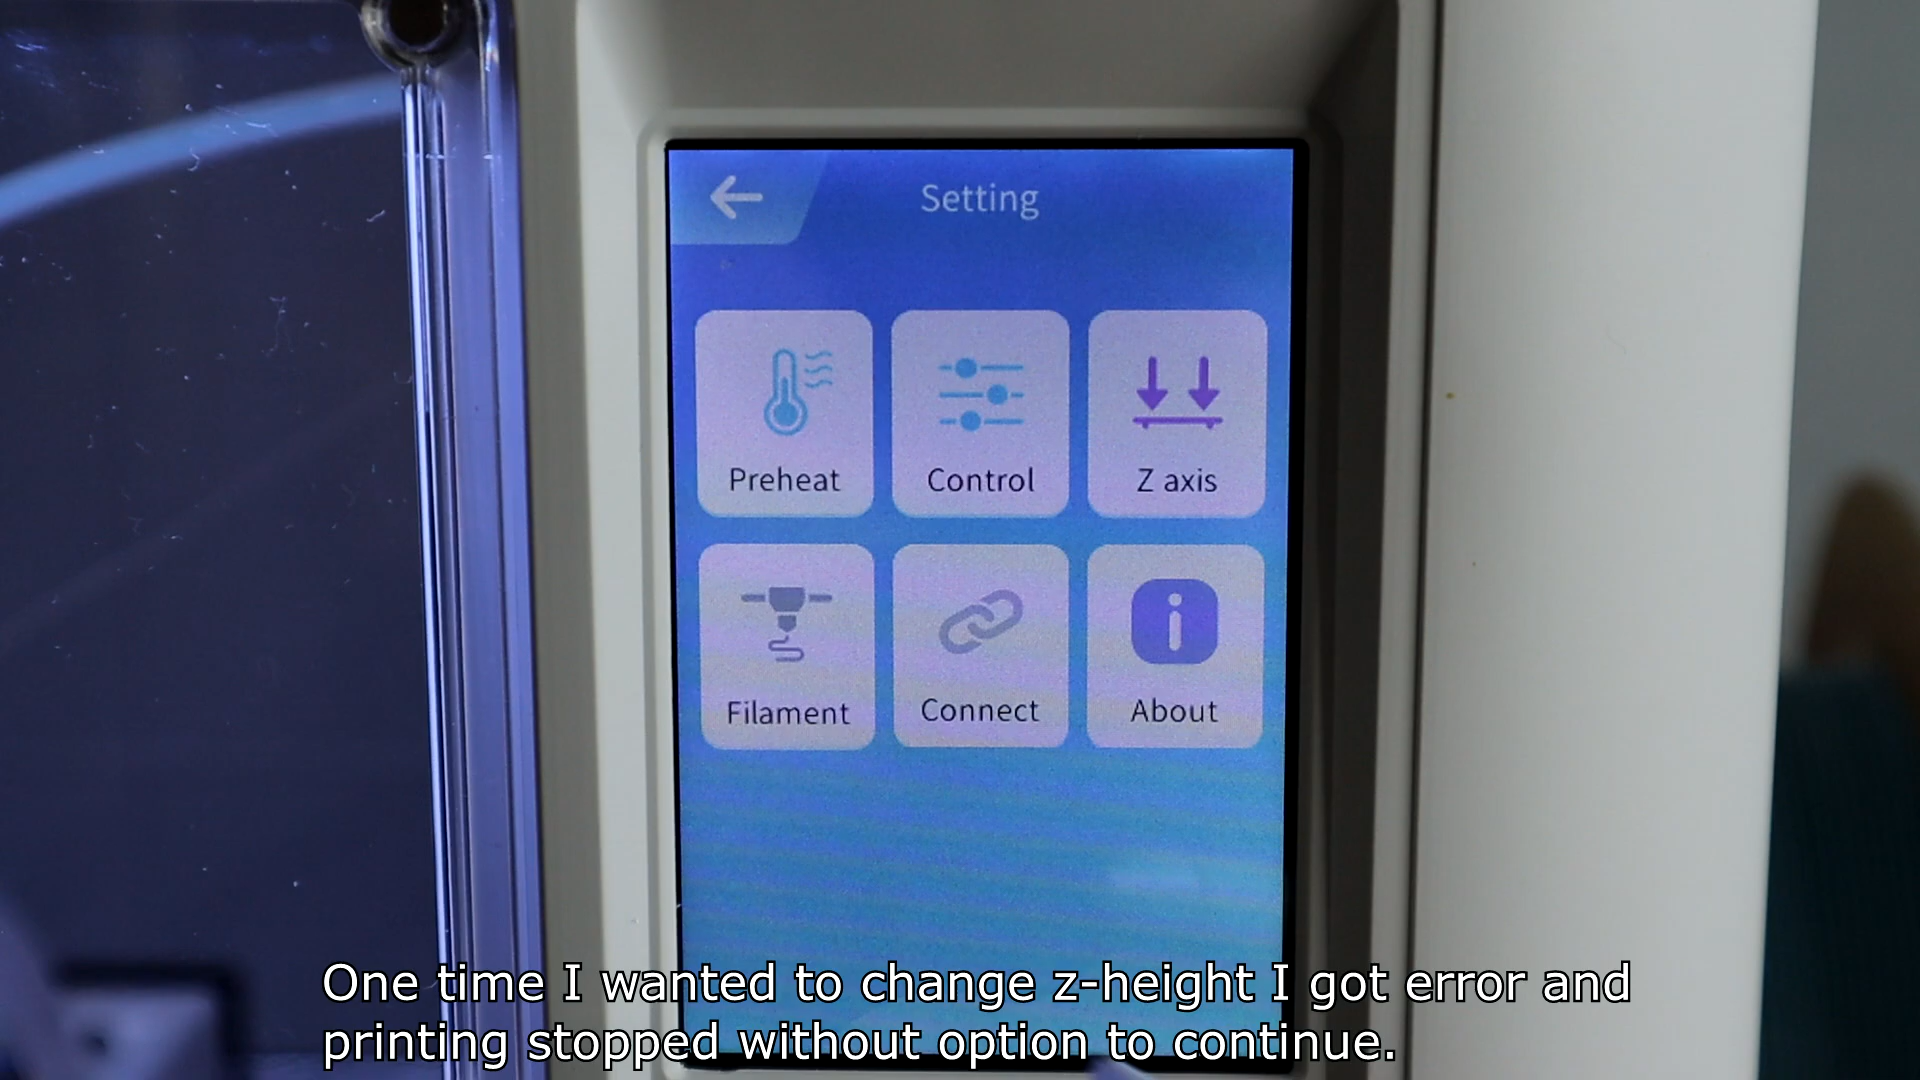 Setting
Preheat
Control
Z axis
Filament
Connect
About
One time I wanted to change z-height I got error and
printing stopped without option to continue.